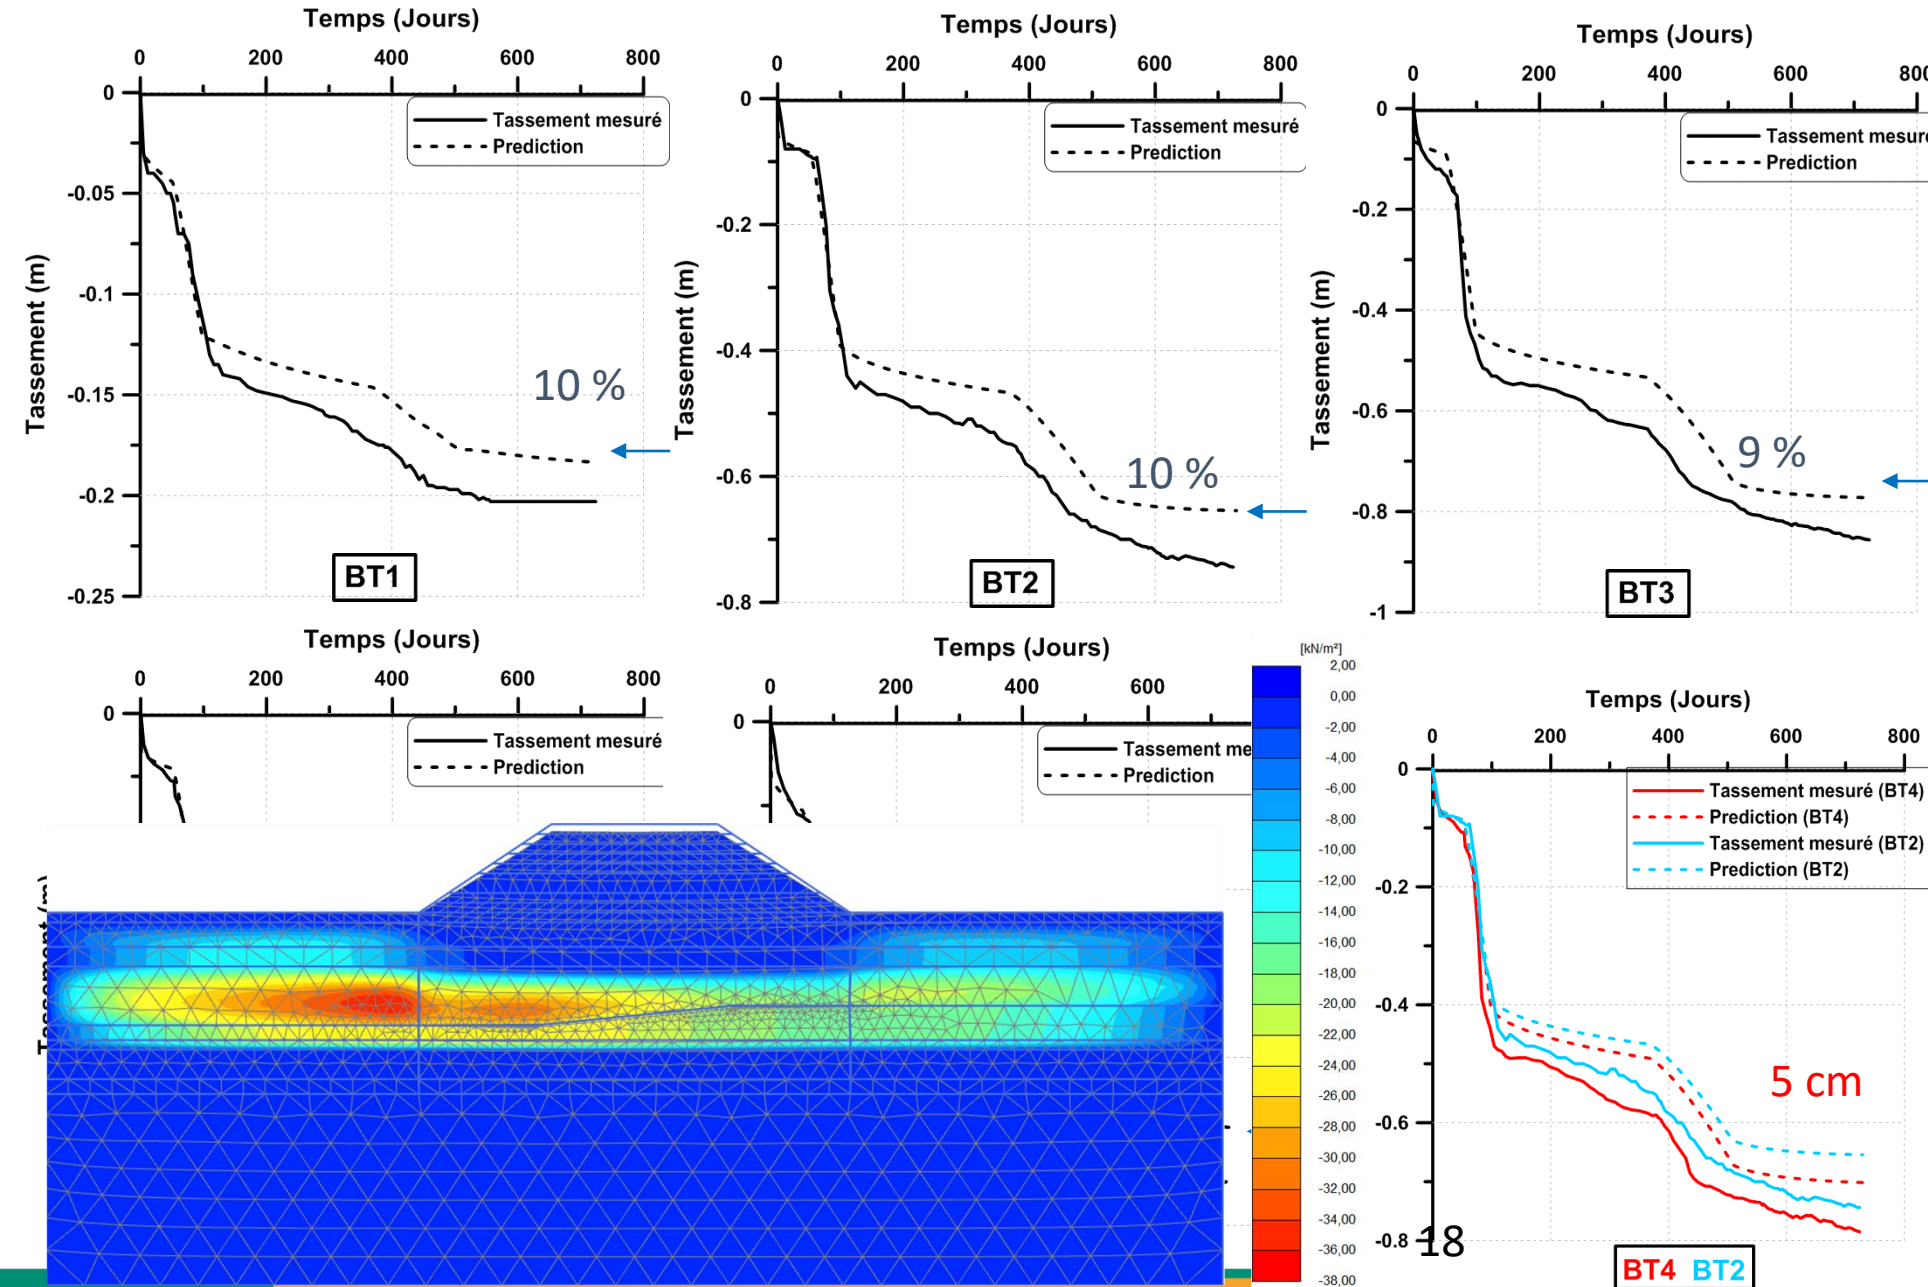 Temps (Jours)
0 200 400 600 800
0
-0.05
-0.1
-0.15
-0.2
-0.25
Tassement (m)
Tassement mesuré
Prediction
10 %
BT1
Temps (Jours)
0 200 400 600 800
0
-0.2
-0.4
-0.6
-0.8
Tassement (m)
Tassement mesuré
Prediction
10 %
BT2
Temps (Jours)
0 200 400 600 800
0
-0.2
-0.4
-0.6
-0.8
-1
Tassement (m)
Tassement mesuré
Prediction
9 %
BT3
Temps (Jours)
0 200 400 600 800
0
Tassement mesuré
Prediction
Tassement (m)
Temps (Jours)
0 200 400 600
0
Tassement me
Prediction
[kN/m²]
2,00
0,00
-2,00
-4,00
-6,00
-8,00
-10,00
-12,00
-14,00
-16,00
-18,00
-20,00
-22,00
-24,00
-26,00
-28,00
-30,00
-32,00
-34,00
-36,00
-38,00
Temps (Jours)
0 200 400 600 800
0
-0.2
-0.4
-0.6
-0.8
Tassement mesuré (BT4)
Prediction (BT4)
Tassement mesuré (BT2)
Prediction (BT2)
5 cm
18
BT4 BT2